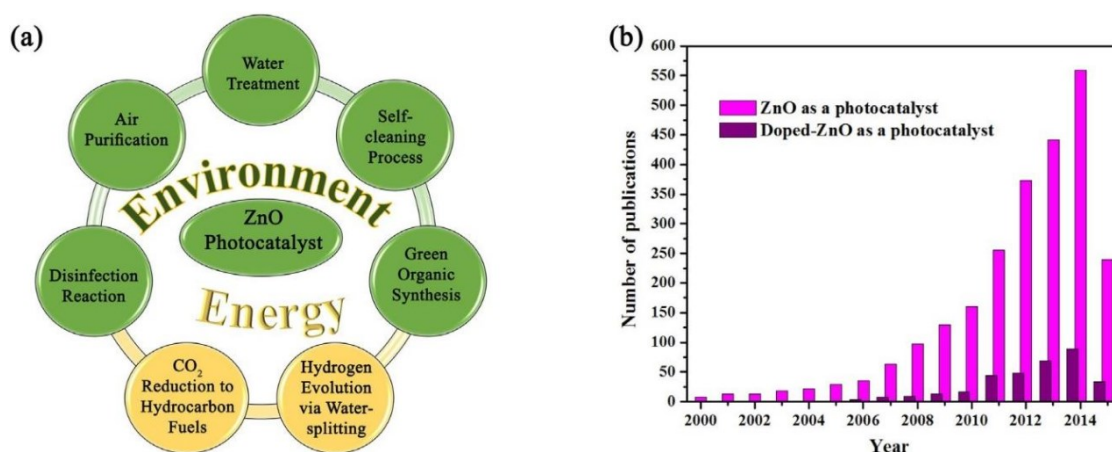 (a)
Water
Treatment
Air
Purification
Self-
cleaning
Process
Environment
ZnO
Photocatalyst
Disinfection
Reaction
Green
Organic
Synthesis
Energy
CO₂
Reduction to
Hydrocarbon
Fuels
Hydrogen
Evolution
via Water-
splitting
(b)
Number of publications
600
550
500
450
400
350
300
250
200
150
100
50
0
ZnO as a photocatalyst
Doped-ZnO as a photocatalyst
2000 2002 2004 2006 2008 2010 2012 2014
Year